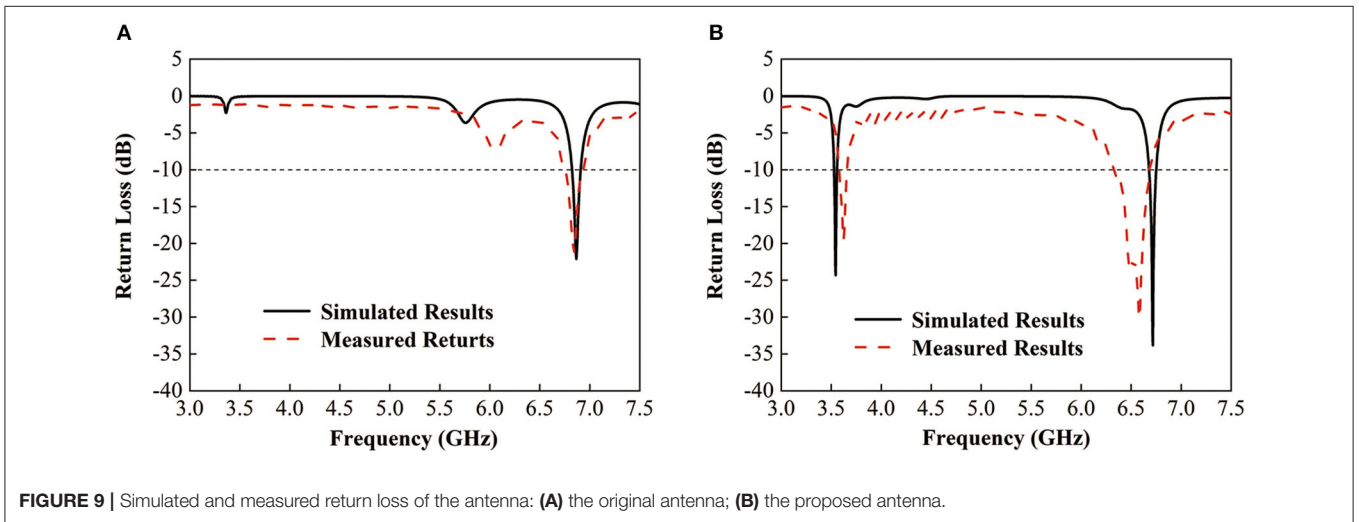 A
5
0
-5
-10
-15
-20
-25
-30
-35
-40
Return Loss (dB)
Simulated Results
Measured Returts
3.0 3.5 4.0 4.5 5.0 5.5 6.0 6.5 7.0 7.5
Frequency (GHz)
B
5
0
-5
-10
-15
-20
-25
-30
-35
-40
Return Loss (dB)
Simulated Results
Measured Results
3.0 3.5 4.0 4.5 5.0 5.5 6.0 6.5 7.0 7.5
Frequency (GHz)
FIGURE 9 | Simulated and measured return loss of the antenna: (A) the original antenna; (B) the proposed antenna.